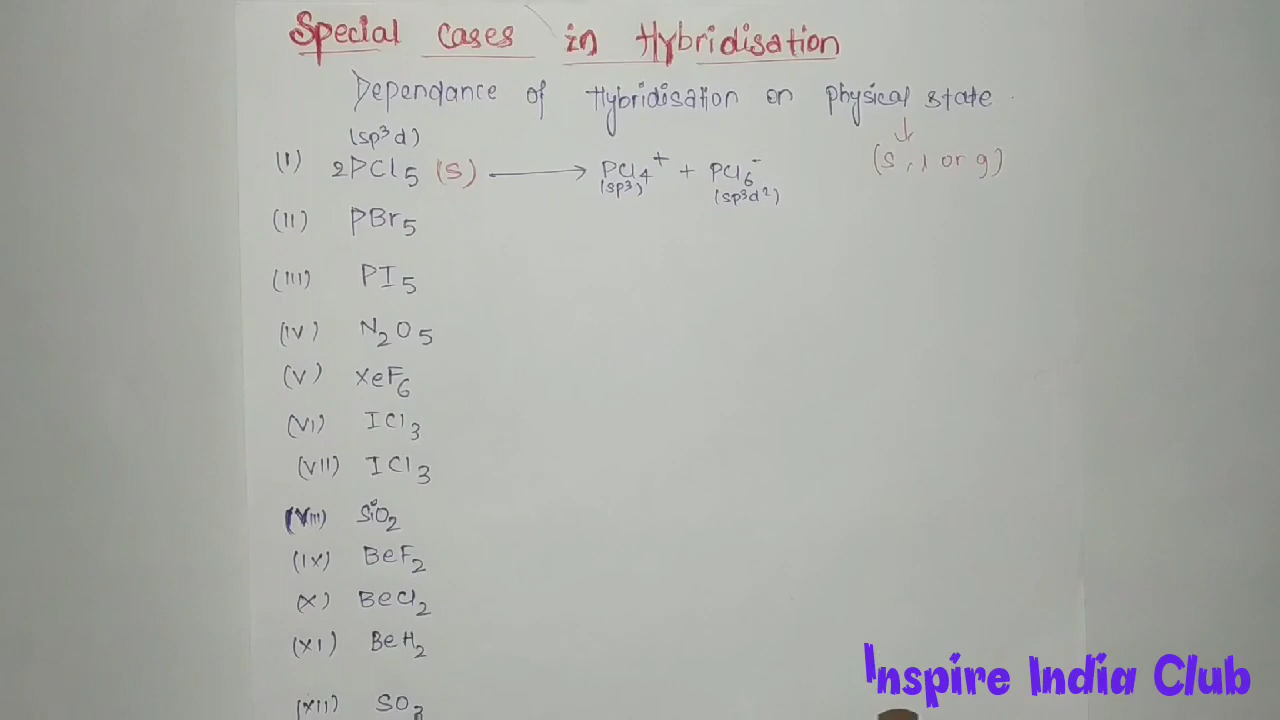 Special cases in Hybridisation
Dependance of Hybridisation on physical state
(s, l or g)
(sp³d)
(I) 2PCl₅ (S) → PCl₄⁺ + PCl₆⁻
(sp3) (sp³d²)
(II) PBr₅
(III) PI₅
(IV) N₂O₅
(V) XeF₆
(VI) ICl₃
(VII) ICl₃
(VIII) SiO₂
(IX) BeF₂
(X) BeCl₂
(XI) BeH₂
(XII) SO₃
Inspire India Club